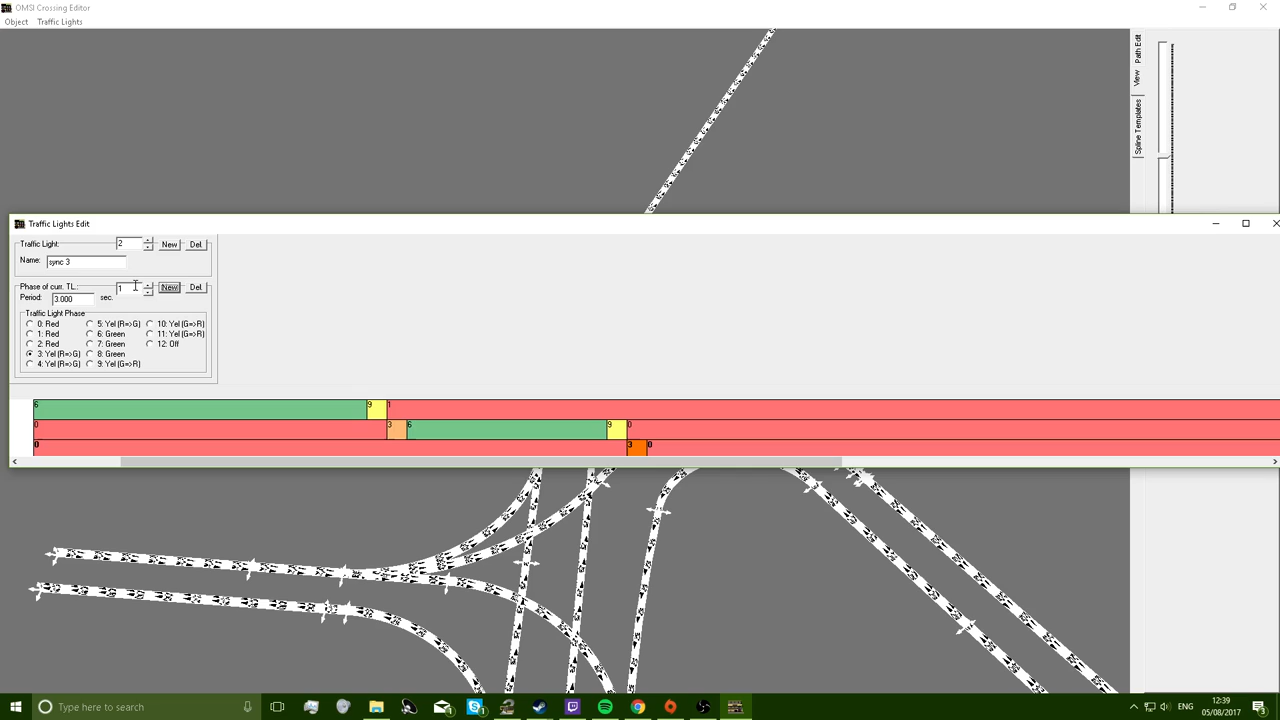 OMSI Crossing Editor
Object Traffic Lights
Path Edit
View
Spline Templates
Traffic Lights Edit
Traffic Light: 2 New Del.
Name: sync 3
Phase of curr. TL.: 1 New Del.
Period: 3.000 sec.
Traffic Light Phase
0: Red 5: Yel (R=>G) 10: Yel (G=>R)
1: Red 6: Green 11: Yel (G=>R)
2: Red 7: Green 12: Off
3: Yel (R=>G) 8: Green
4: Yel (R=>G) 9: Yel (G=>R)
6 9 1
0 3 6 9 0
0 3 0
Type here to search
ENG
12:39
05/08/2017